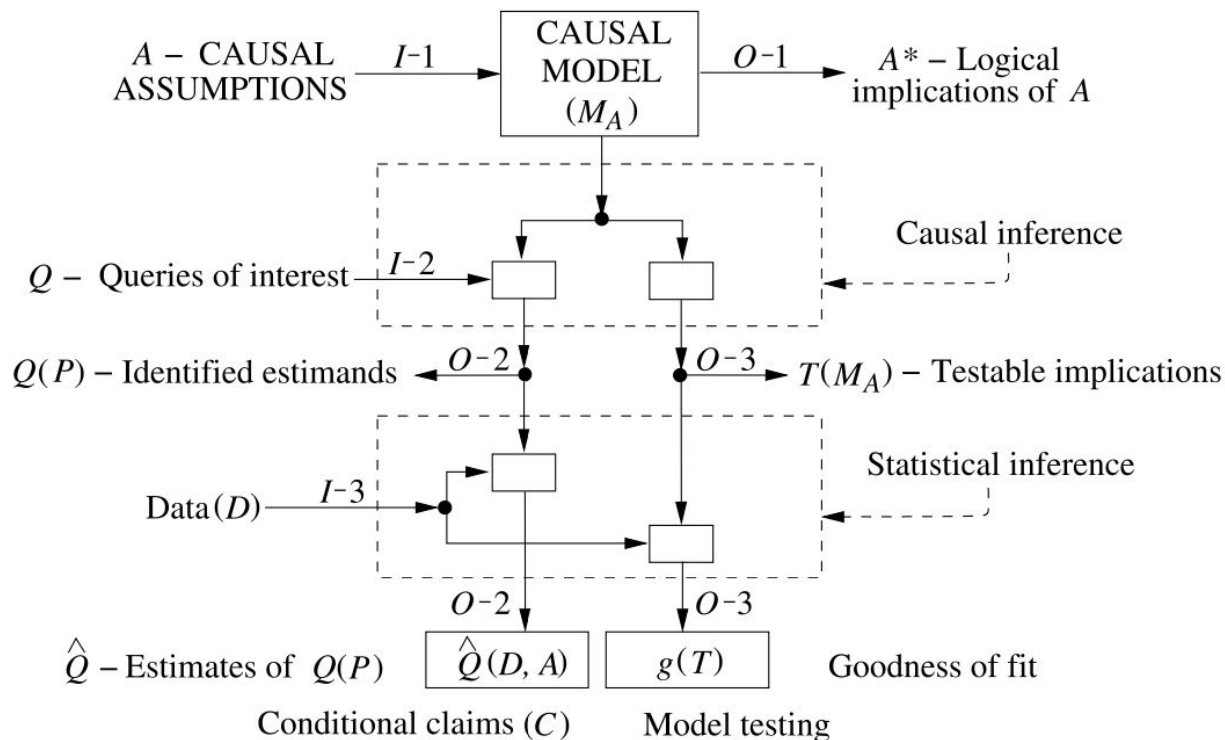 A – CAUSAL ASSUMPTIONS
I-1
CAUSAL
MODEL
(M_A)
O-1
A* – Logical
implications of A
Causal inference
Q – Queries of interest
I-2
Q(P) – Identified estimands
O-2
O-3
T(M_A) – Testable implications
Statistical inference
Data (D)
I-3
O-2
O-3
Q̂ – Estimates of Q(P)
Q̂(D, A)
g(T)
Goodness of fit
Conditional claims (C)
Model testing